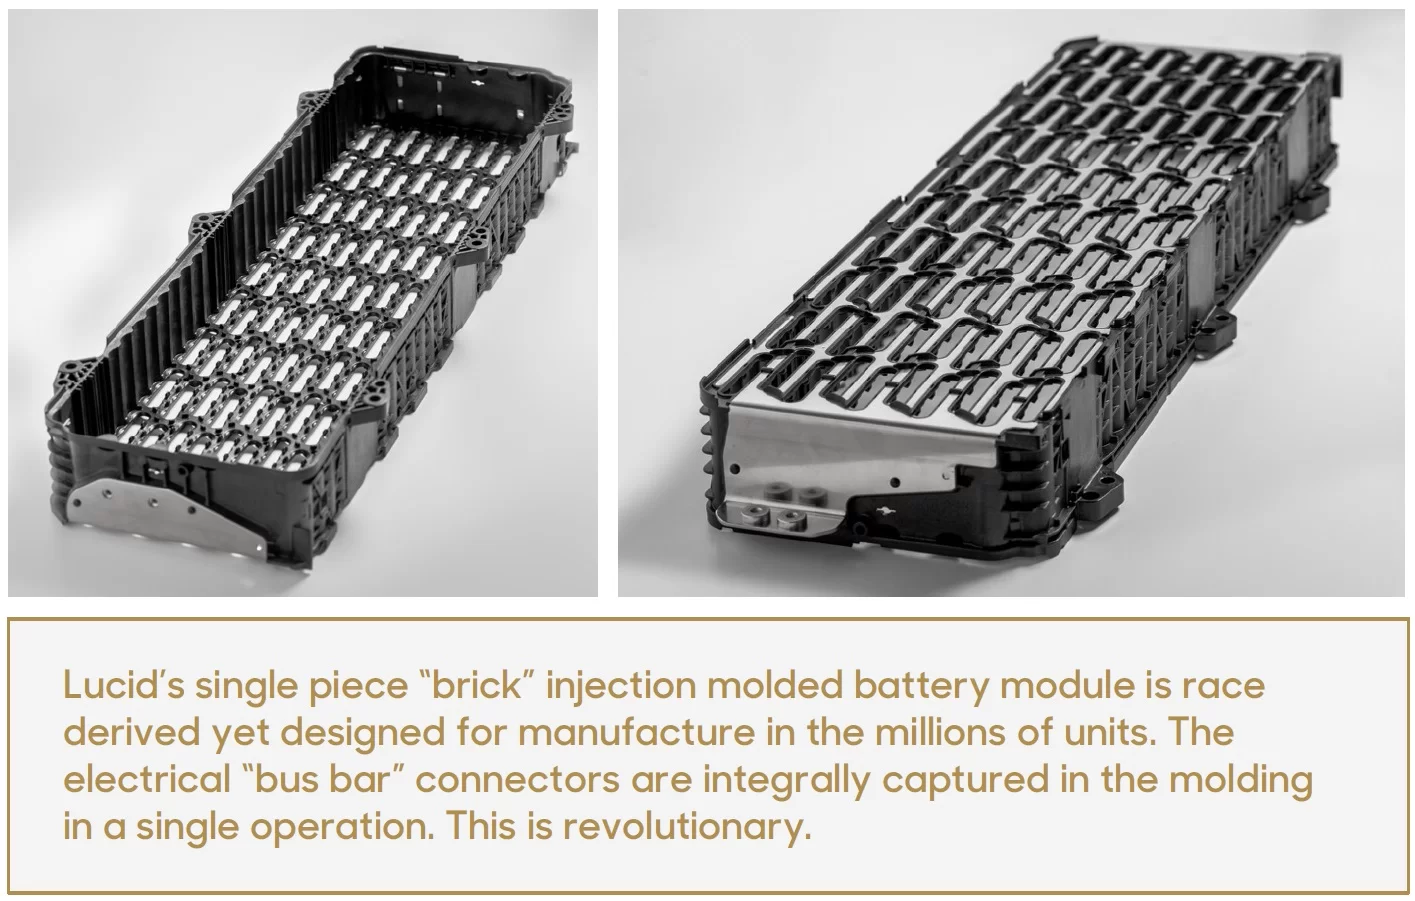 Lucid’s single piece “brick” injection molded battery module is race
derived yet designed for manufacture in the millions of units. The
electrical “bus bar” connectors are integrally captured in the molding
in a single operation. This is revolutionary.